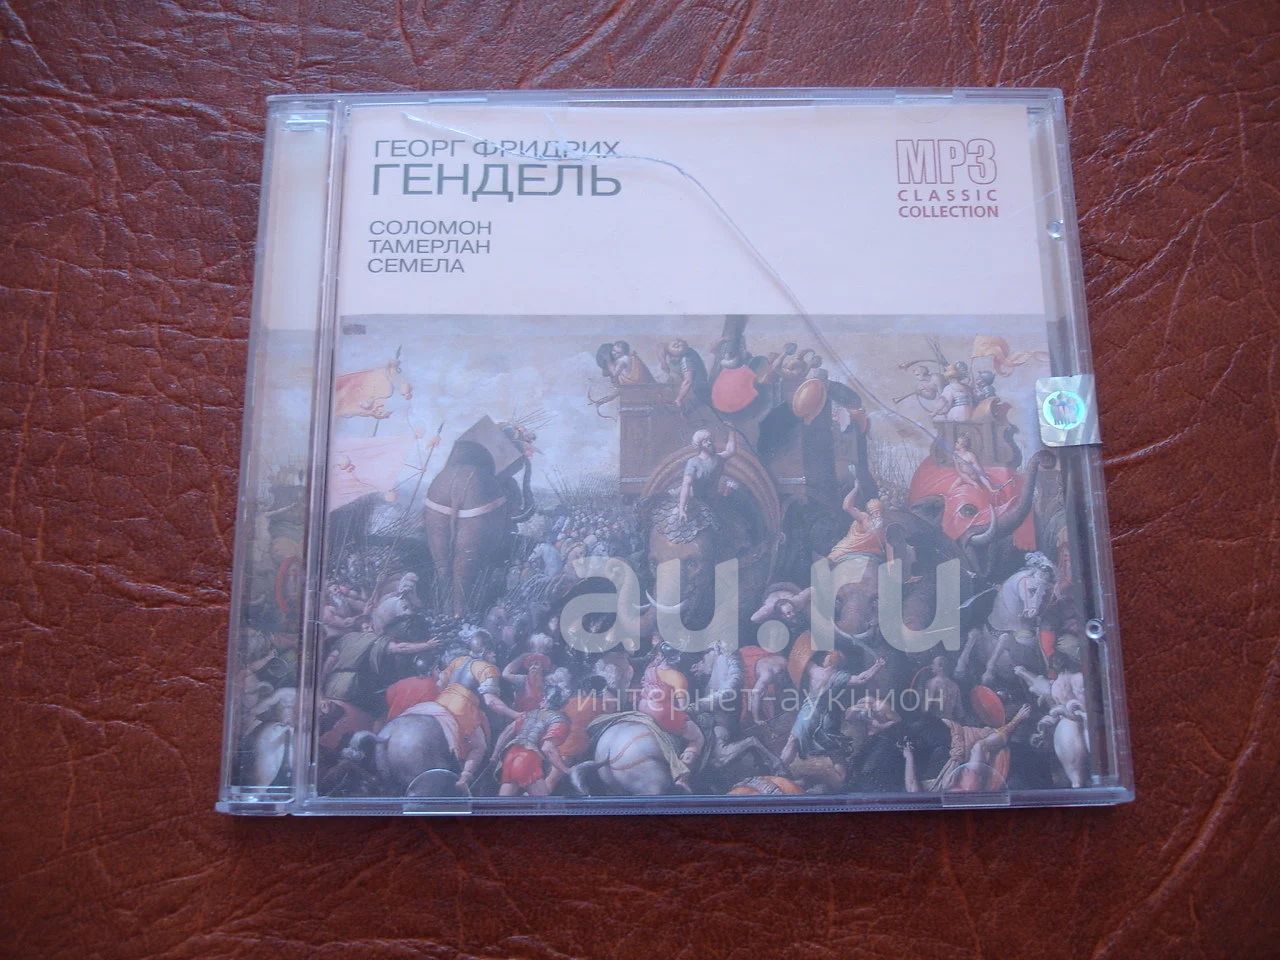 ГЕОРГ ФРИДРИХ
ГЕНДЕЛЬ
СОЛОМОН
ТАМЕРЛАН
СЕМЕЛА
MP3
CLASSIC
COLLECTION
au.ru
интернет-аукцион